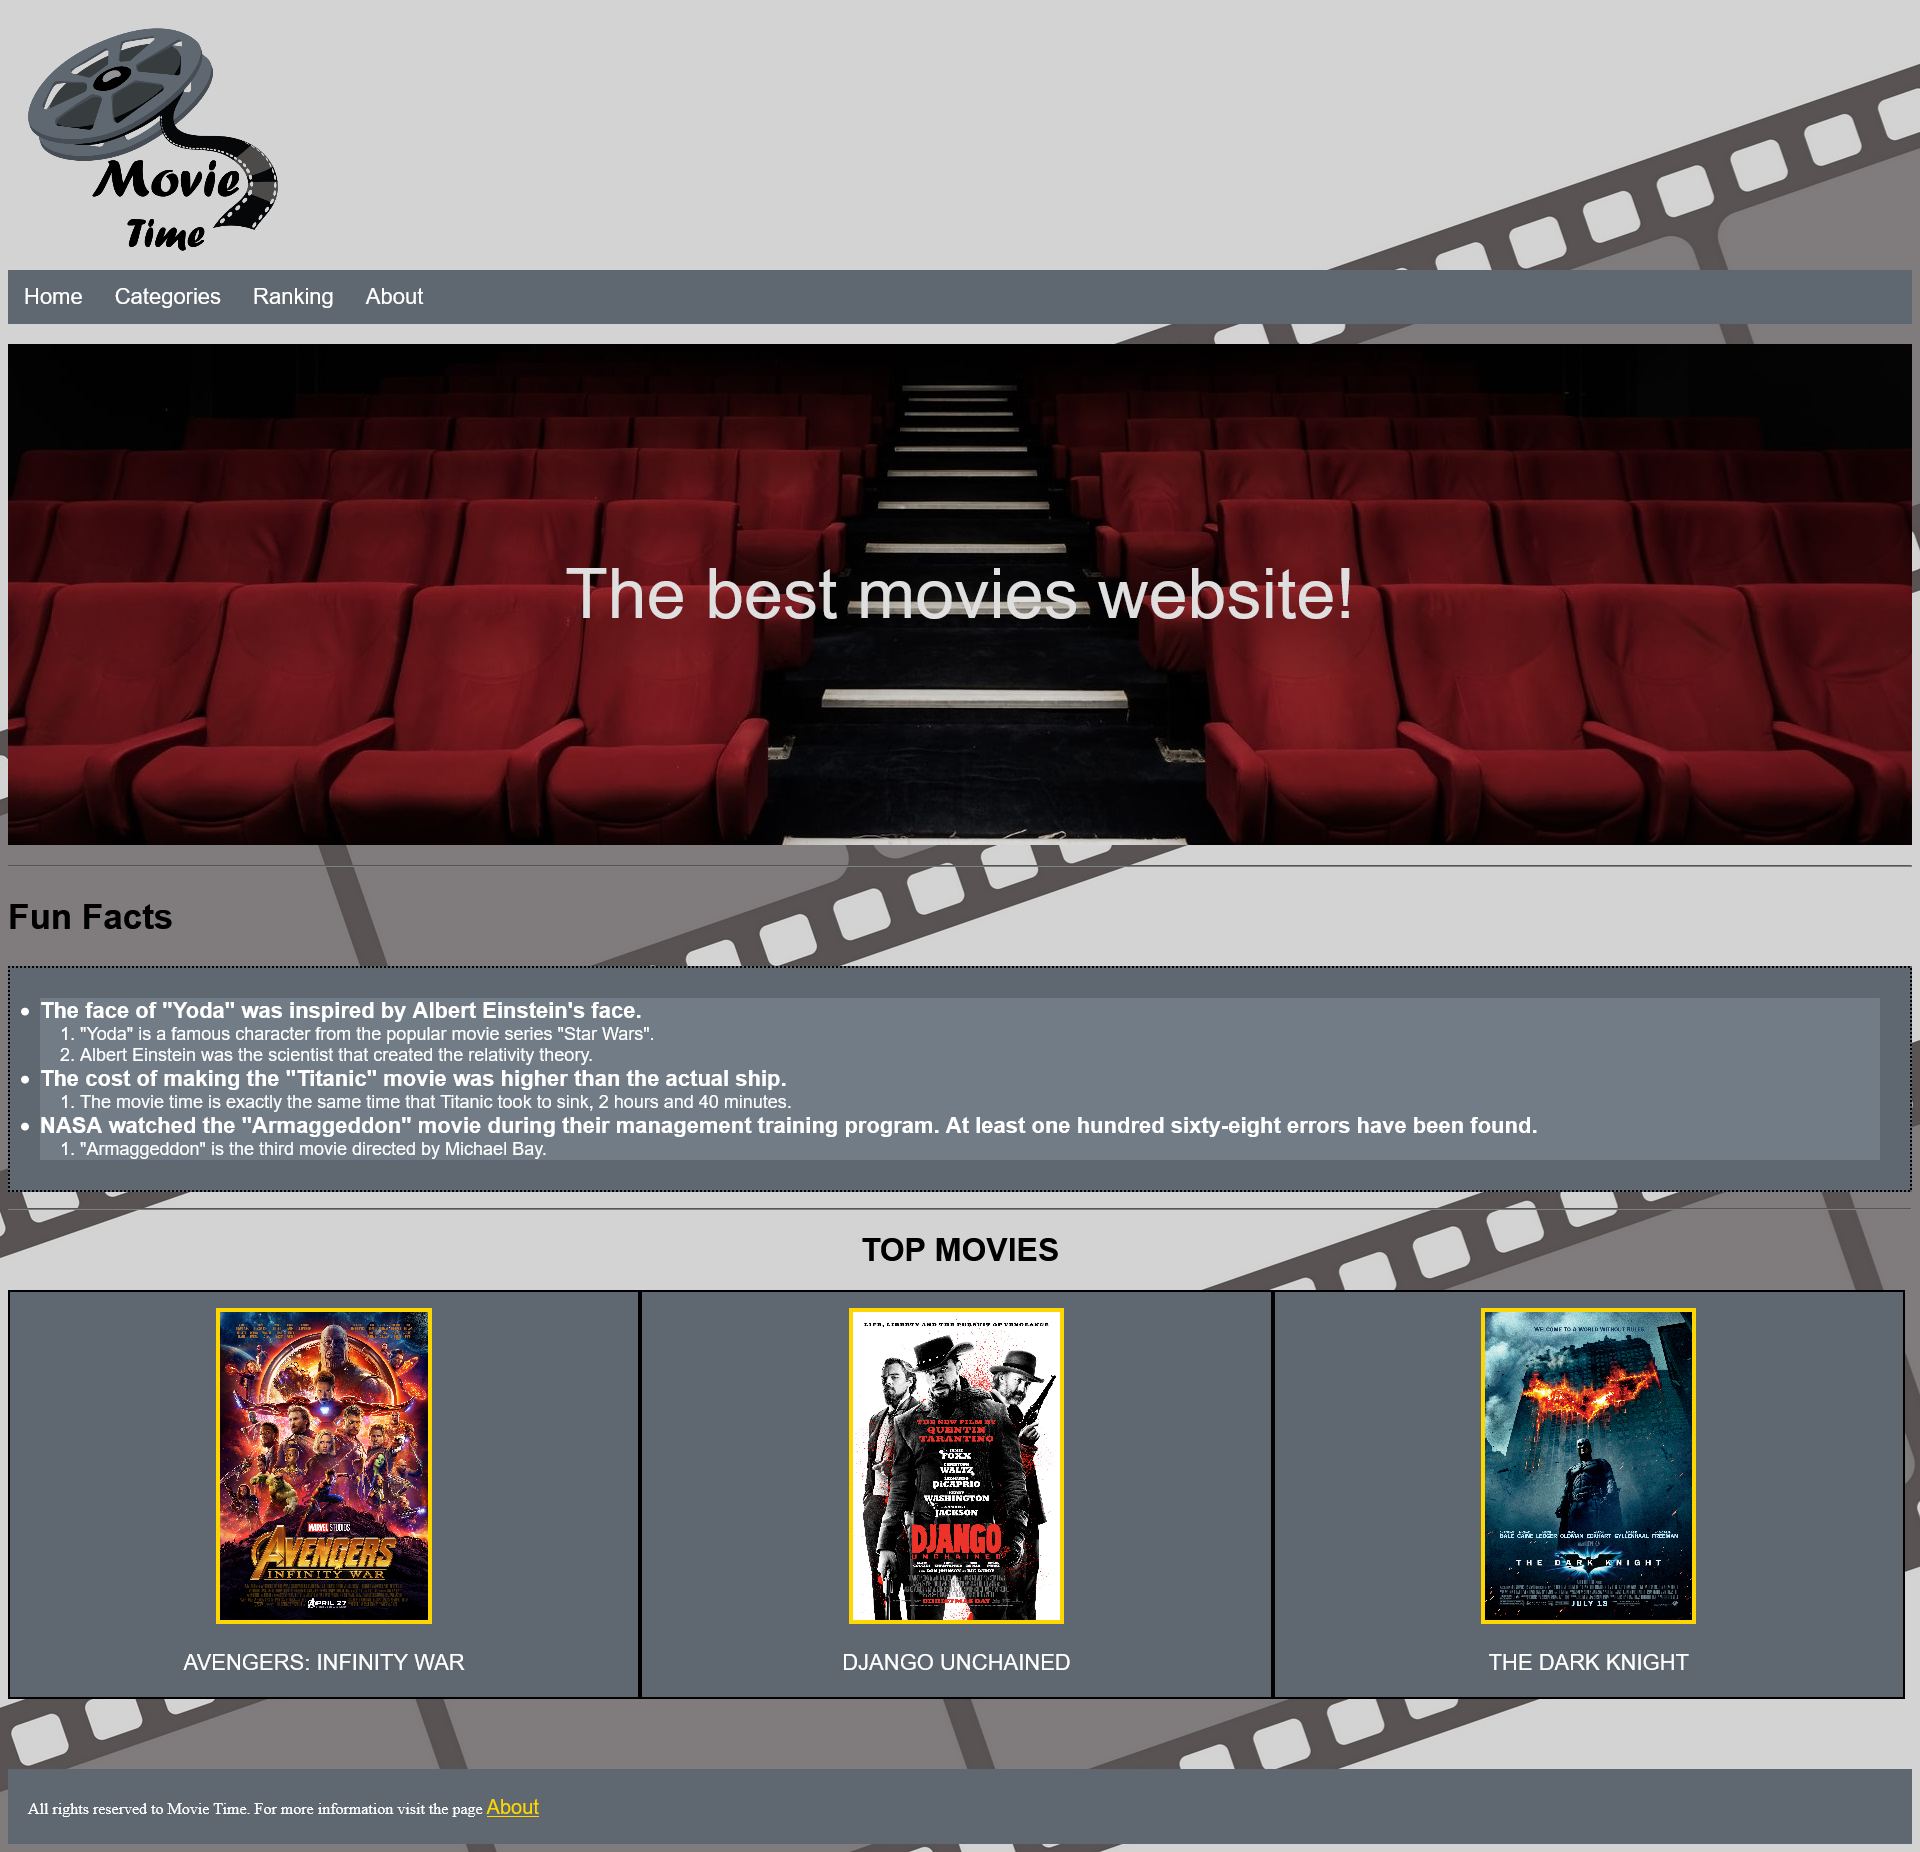 Movie
Time
Home Categories Ranking About
The best movies website!
Fun Facts
• The face of "Yoda" was inspired by Albert Einstein's face.
1. "Yoda" is a famous character from the popular movie series "Star Wars".
2. Albert Einstein was the scientist that created the relativity theory.
• The cost of making the "Titanic" movie was higher than the actual ship.
1. The movie time is exactly the same time that Titanic took to sink, 2 hours and 40 minutes.
• NASA watched the "Armaggeddon" movie during their management training program. At least one hundred sixty-eight errors have been found.
1. "Armaggeddon" is the third movie directed by Michael Bay.
TOP MOVIES
MARVEL STUDIOS
AVENGERS
INFINITY WAR
APRIL 27
LIFE, LIBERTY AND THE PURSUIT OF VENGEANCE
THE NEW FILM BY
QUENTIN
TARANTINO
JAMIE
FOXX
CHRISTOPH
WALTZ
LEONARDO
DiCAPRIO
KERRY
WASHINGTON
SAMUEL L.
JACKSON
DJANGO
UNCHAINED
CHRISTMAS DAY
WELCOME TO A WORLD WITHOUT RULES
BALE CAINE LEDGER OLDMAN ECKHART GYLLENHAAL FREEMAN
THE DARK KNIGHT
JULY 18
AVENGERS: INFINITY WAR
DJANGO UNCHAINED
THE DARK KNIGHT
All rights reserved to Movie Time. For more information visit the page About